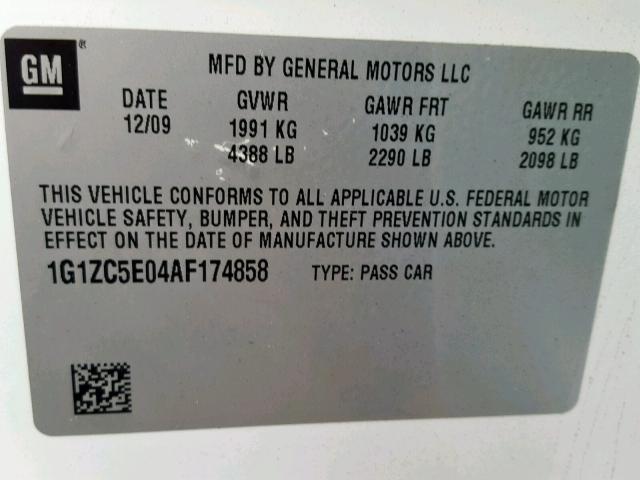 GM ®
MFD BY GENERAL MOTORS LLC
DATE GVWR GAWR FRT GAWR RR
12/09 1991 KG 1039 KG 952 KG
4388 LB 2290 LB 2098 LB
THIS VEHICLE CONFORMS TO ALL APPLICABLE U.S. FEDERAL MOTOR
VEHICLE SAFETY, BUMPER, AND THEFT PREVENTION STANDARDS IN
EFFECT ON THE DATE OF MANUFACTURE SHOWN ABOVE.
1G1ZC5E04AF174858 TYPE: PASS CAR